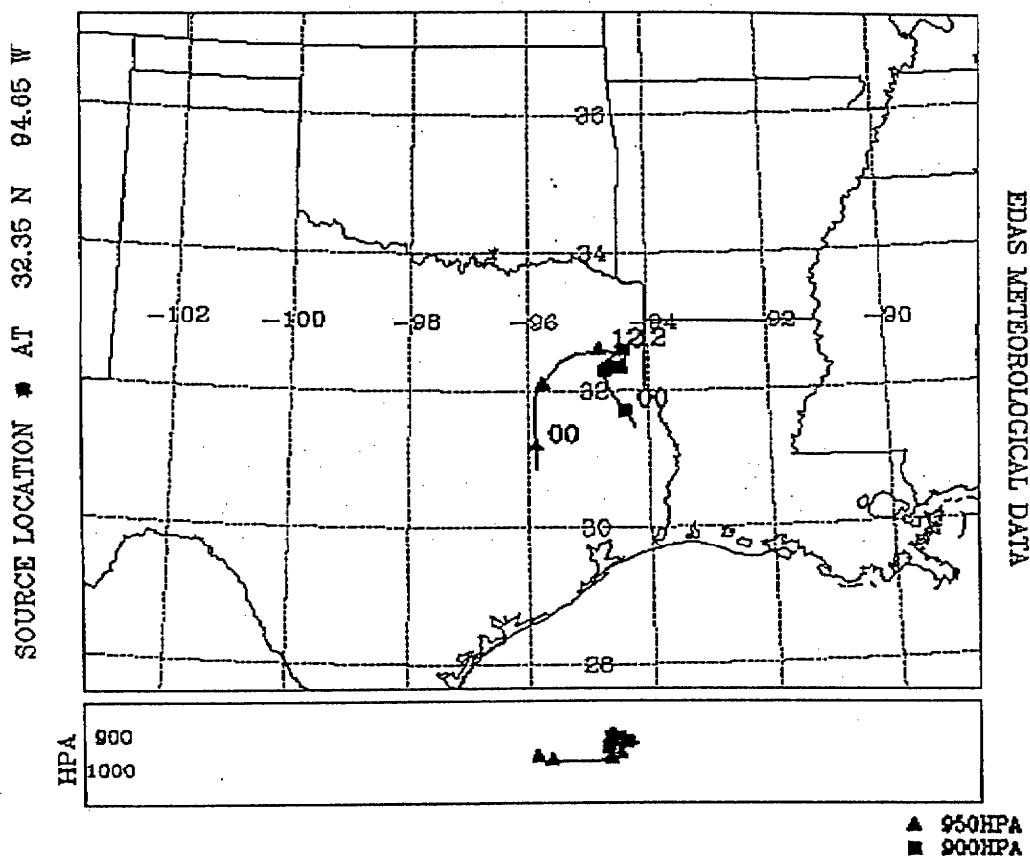 SOURCE LOCATION * AT 32.35 N 94.65 W
36
34
-102 -100 -98 -96 -94 -92 -90
32 00
00
30
28
EDAS METEOROLOGICAL DATA
HPA
900
1000
▲ 950HPA
■ 900HPA